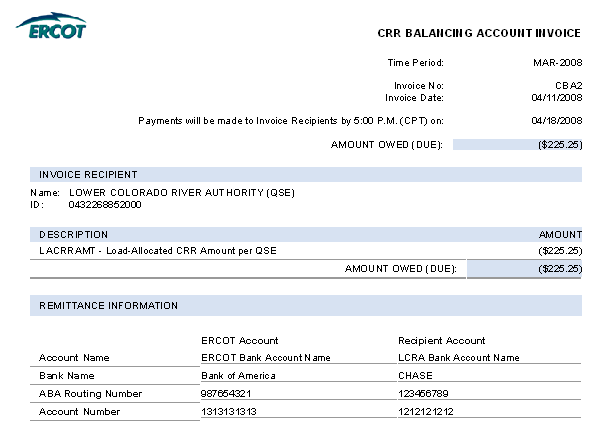 ERCOT
CRR BALANCING ACCOUNT INVOICE
Time Period: MAR-2008
Invoice No: CBA2
Invoice Date: 04/11/2008
Payments will be made to Invoice Recipients by 5:00 P.M. (CPT) on: 04/18/2008
AMOUNT OWED (DUE): ($225.25)
INVOICE RECIPIENT
Name: LOWER COLORADO RIVER AUTHORITY (QSE)
ID: 0432268852000
DESCRIPTION AMOUNT
LACRRAMT - Load-Allocated CRR Amount per QSE ($225.25)
AMOUNT OWED (DUE): ($225.25)
REMITTANCE INFORMATION
ERCOT Account Recipient Account
Account Name ERCOT Bank Account Name LCRA Bank Account Name
Bank Name Bank of America CHASE
ABA Routing Number 987654321 123456789
Account Number 1313131313 1212121212